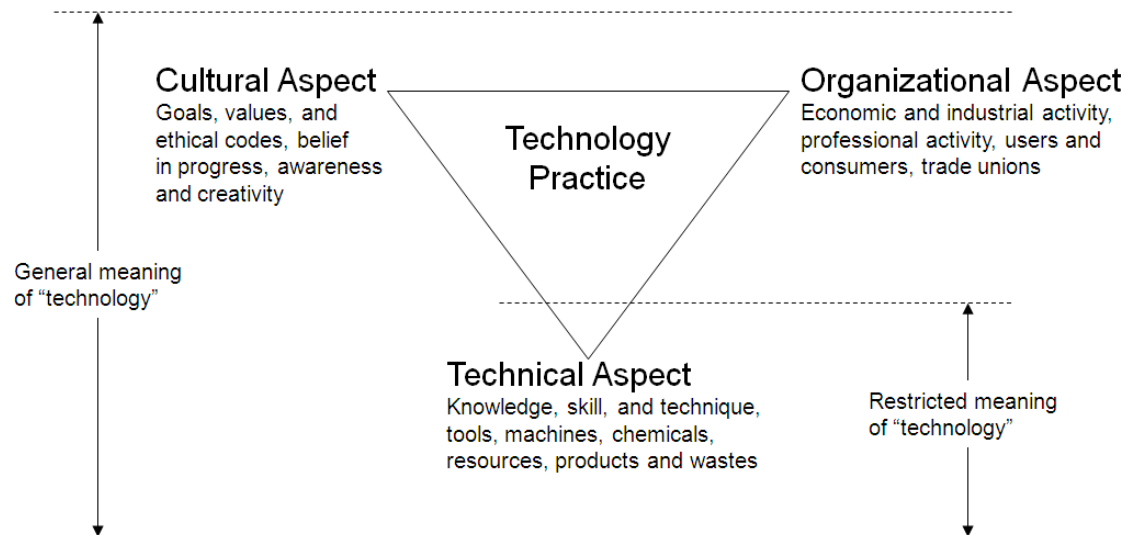 Cultural Aspect
Goals, values, and
ethical codes, belief
in progress, awareness
and creativity
Technology
Practice
Organizational Aspect
Economic and industrial activity,
professional activity, users and
consumers, trade unions
General meaning
of “technology”
Technical Aspect
Knowledge, skill, and technique,
tools, machines, chemicals,
resources, products and wastes
Restricted meaning
of “technology”